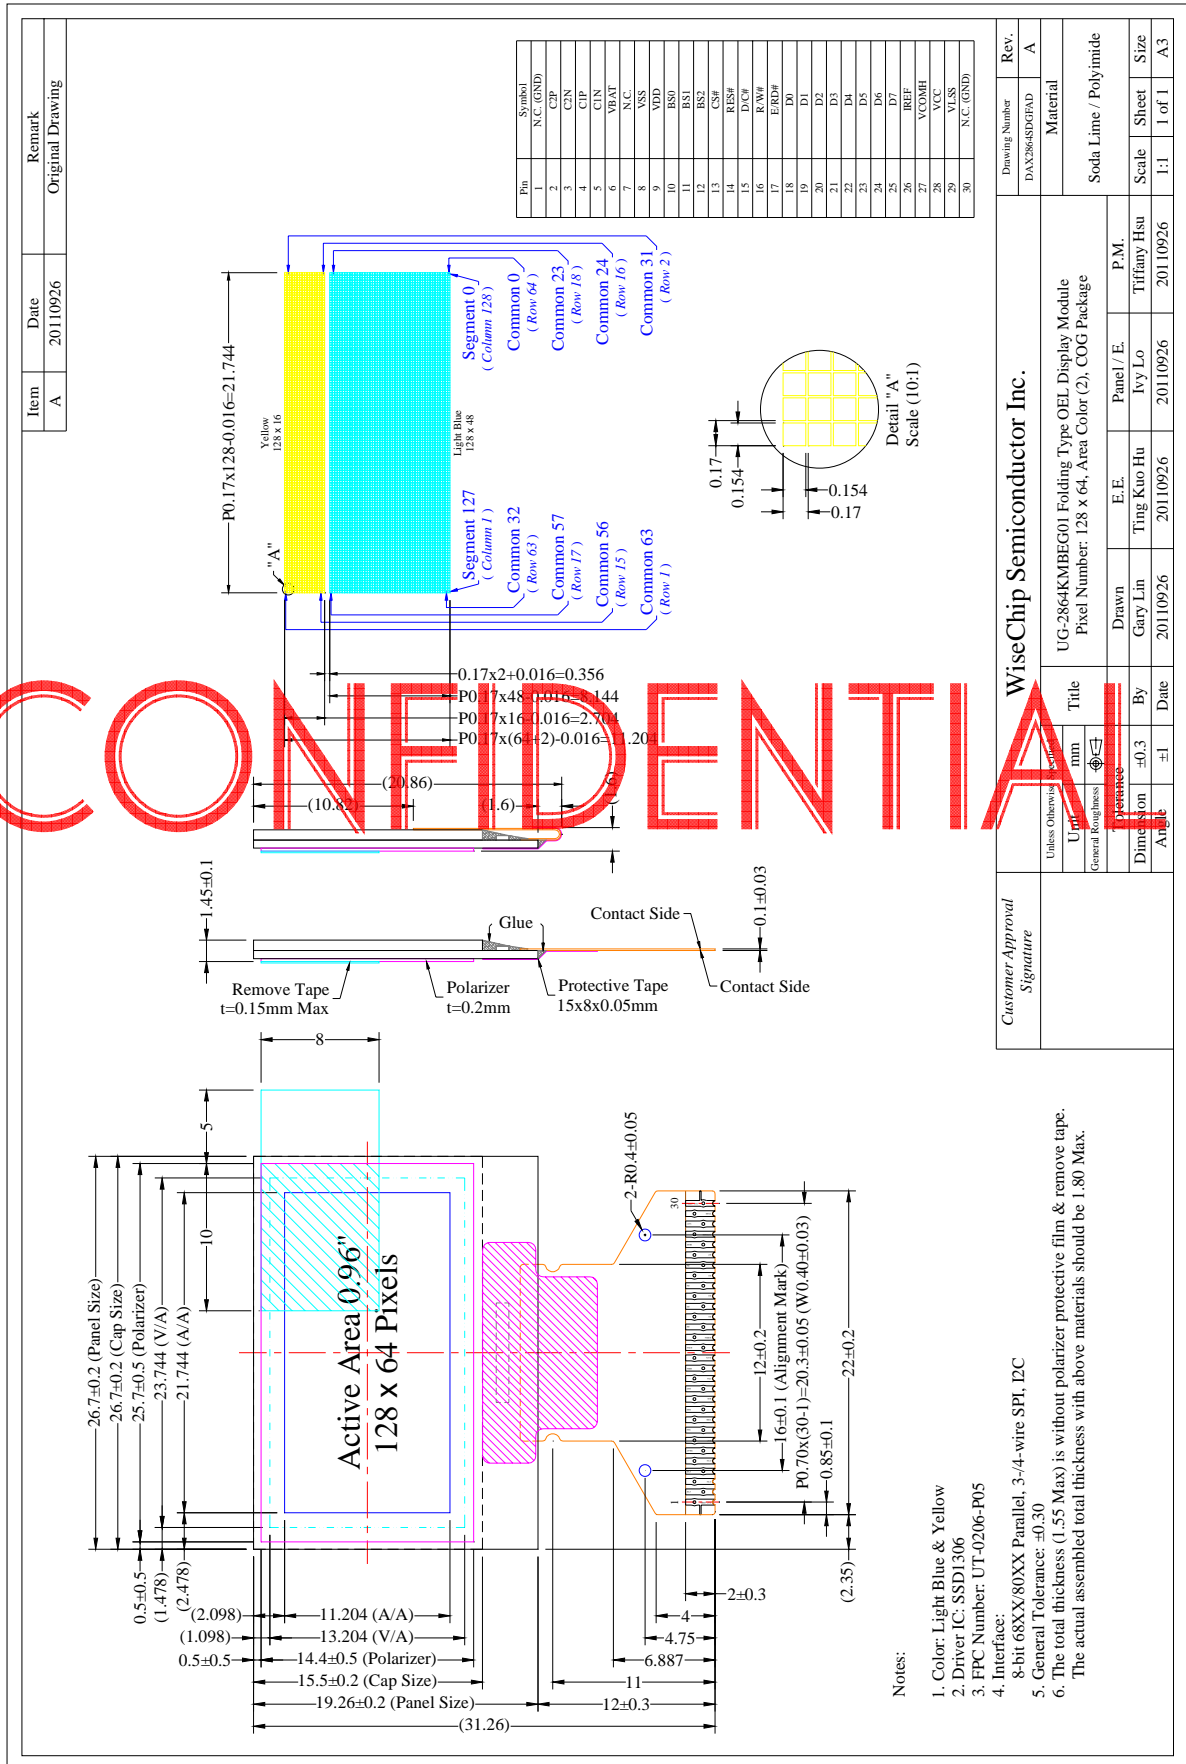 Item Date Remark
A 20110926 Original Drawing
P0.17x128-0.016=21.744
"A"
Yellow
128 x 16
Light Blue
128 x 48
Segment 127
( Column 1 )
Common 32
( Row 63 )
Common 57
( Row 17 )
Common 56
( Row 15 )
Common 63
( Row 1 )
Segment 0
( Column 128 )
Common 0
( Row 64 )
Common 23
( Row 18 )
Common 24
( Row 16 )
Common 31
( Row 2 )
0.17x2+0.016=0.356
P0.17x48-0.016=8.144
P0.17x16-0.016=2.704
P0.17x(64+2)-0.016=11.204
0.17
0.154
0.154
0.17
Detail "A"
Scale (10:1)
Pin Symbol
1 N.C. (GND)
2 C2P
3 C2N
4 C1P
5 C1N
6 VBAT
7 N.C.
8 VSS
9 VDD
10 BS0
11 BS1
12 BS2
13 CS#
14 RES#
15 D/C#
16 R/W#
17 E/RD#
18 D0
19 D1
20 D2
21 D3
22 D4
23 D5
24 D6
25 D7
26 IREF
27 VCOMH
28 VCC
29 VLSS
30 N.C. (GND)
CONFIDENTIAL
(20.86)
(10.82)
(1.6)
(1.6)
1.45±0.1
Glue
Contact Side
Contact Side
0.1±0.03
Remove Tape
t=0.15mm Max
Polarizer
t=0.2mm
Protective Tape
15x8x0.05mm
8
5
10
26.7±0.2 (Panel Size)
26.7±0.2 (Cap Size)
25.7±0.5 (Polarizer)
23.744 (V/A)
21.744 (A/A)
0.5±0.5
(1.478)
(2.478)
Active Area 0.96"
128 x 64 Pixels
(2.098)
11.204 (A/A)
(1.098)
13.204 (V/A)
0.5±0.5
14.4±0.5 (Polarizer)
15.5±0.2 (Cap Size)
19.26±0.2 (Panel Size)
(31.26)
2-R0.4±0.05
30
1
12±0.2
16±0.1 (Alignment Mark)
P0.70x(30-1)=20.3±0.05 (W0.40±0.03)
0.85±0.1
22±0.2
(2.35)
2±0.3
4
4.75
6.887
11
12±0.3
Notes:
1. Color: Light Blue & Yellow
2. Driver IC: SSD1306
3. FPC Number: UT-0206-P05
4. Interface:
8-bit 68XX/80XX Parallel, 3-/4-wire SPI, I2C
5. General Tolerance: ±0.30
6. The total thickness (1.55 Max) is without polarizer protective film & remove tape.
The actual assembled total thickness with above materials should be 1.80 Max.
Customer Approval
Signature
WiseChip Semiconductor Inc.
Drawing Number Rev.
DAX2864SDGFAD A
Unless Otherwise Specified
Unit mm
General Roughness
Tolerance
Dimension ±0.3
Angle ±1
Title
UG-2864KMBEG01 Folding Type OEL Display Module
Pixel Number: 128 x 64, Area Color (2), COG Package
Material
Soda Lime / Polyimide
Drawn E.E. Panel / E. P.M.
By Gary Lin Ting Kuo Hu Ivy Lo Tiffany Hsu
Date 20110926 20110926 20110926 20110926
Scale Sheet Size
1:1 1 of 1 A3